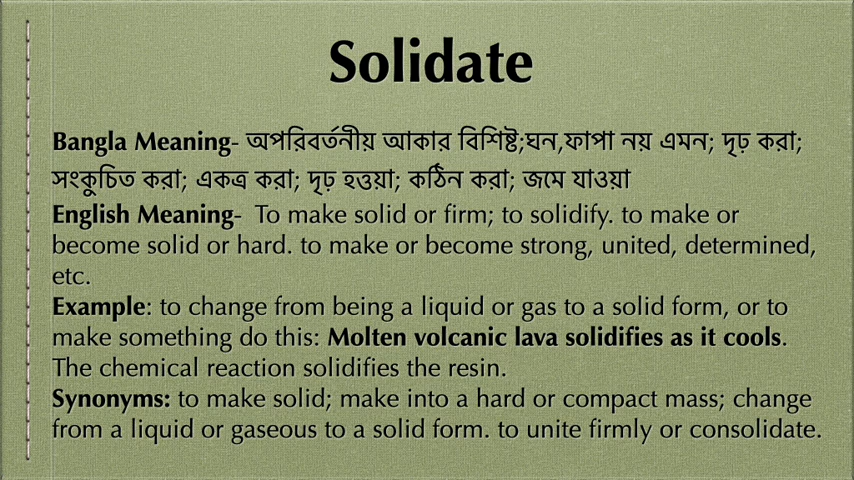 Solidate
Bangla Meaning- অপরিবর্তনীয় আকার বিশিষ্ট;ঘন,ফাপা নয় এমন; দৃঢ় করা;
সংকুচিত করা; একত্র করা; দৃঢ় হত্তয়া; কঠিন করা; জমে যাওয়া
English Meaning-  To make solid or firm; to solidify. to make or
become solid or hard. to make or become strong, united, determined,
etc.
Example: to change from being a liquid or gas to a solid form, or to
make something do this: Molten volcanic lava solidifies as it cools.
The chemical reaction solidifies the resin.
Synonyms: to make solid; make into a hard or compact mass; change
from a liquid or gaseous to a solid form. to unite firmly or consolidate.